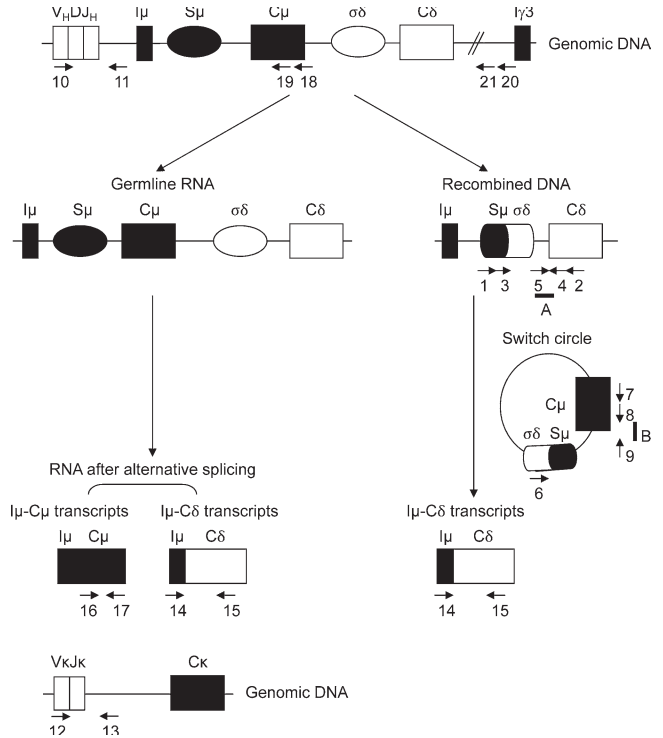 VHDJH Iμ Sμ Cμ σδ Cδ Iγ3
Genomic DNA
10 11 19 18 21 20
Germline RNA Recombined DNA
Iμ Sμ Cμ σδ Cδ Iμ Sμ σδ Cδ
1 3 5 4 2
A
Switch circle
Cμ 7
8
B
σδ Sμ 9
6
RNA after alternative splicing
Iμ-Cμ transcripts Iμ-Cδ transcripts Iμ-Cδ transcripts
Iμ Cμ Iμ Cδ Iμ Cδ
16 17 14 15 14 15
VκJκ Cκ
Genomic DNA
12 13